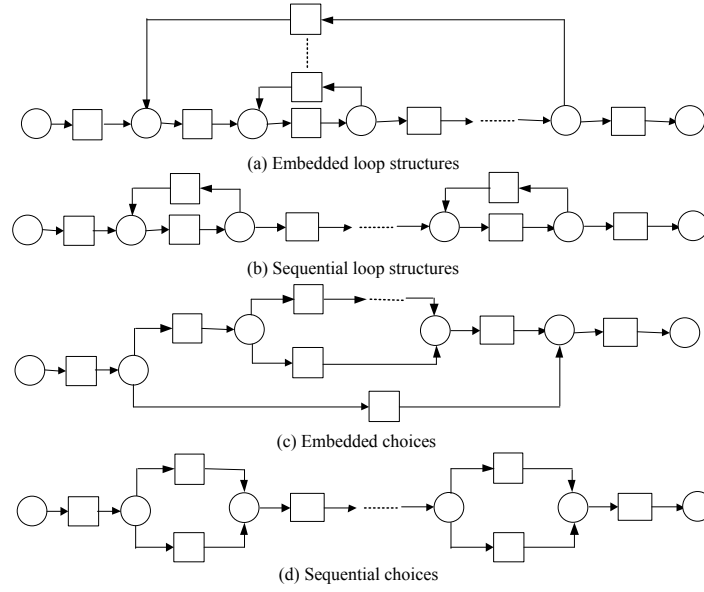 (a) Embedded loop structures
(b) Sequential loop structures
(c) Embedded choices
(d) Sequential choices